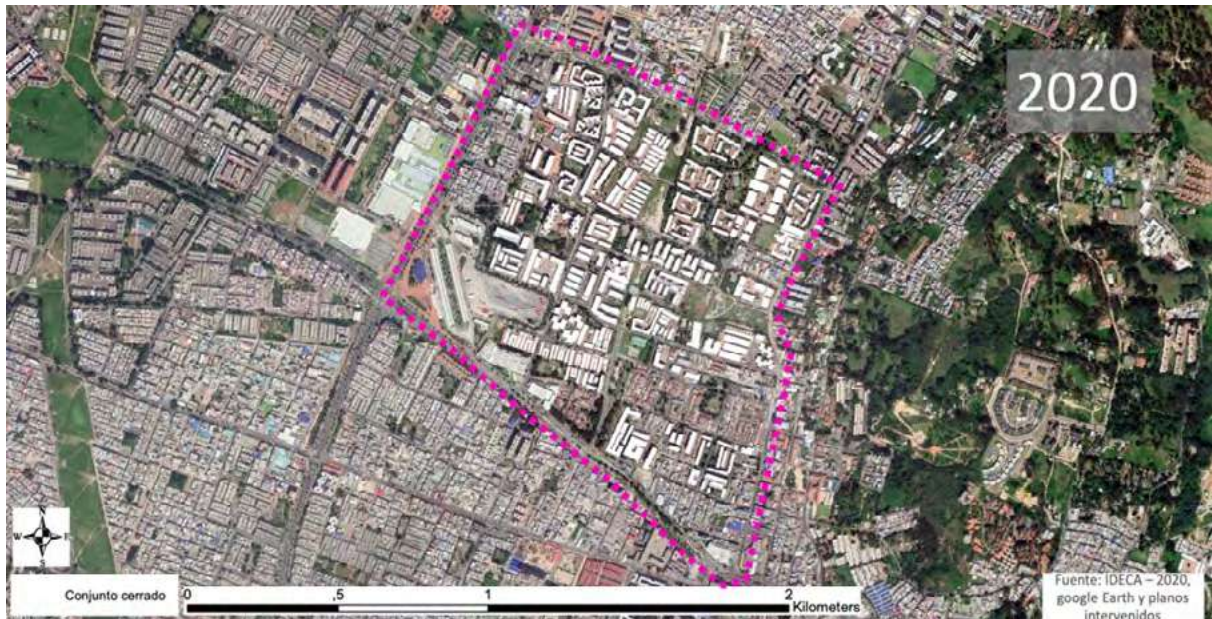 2020
N
W E
S
Conjunto cerrado
0 ,5 1 2
Kilometers
Fuente: IDECA – 2020,
google Earth y planos
intervenidos